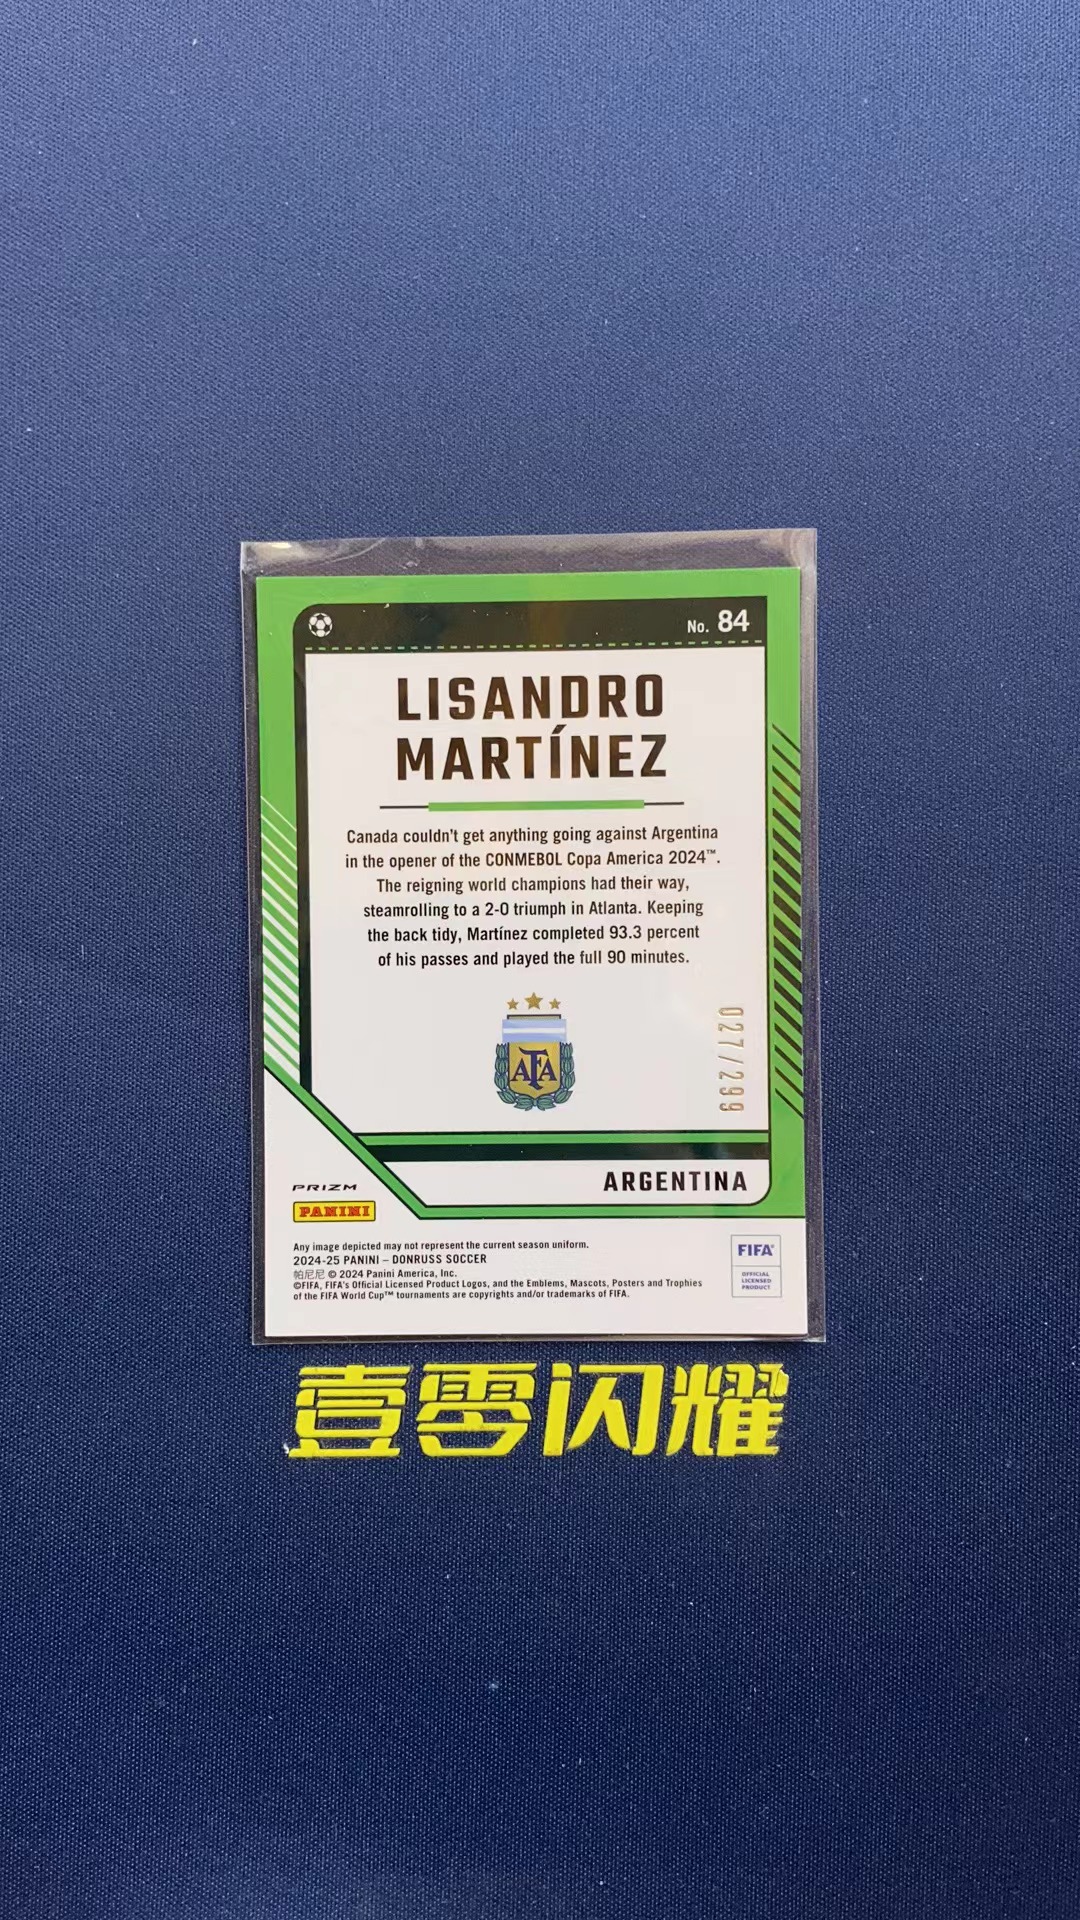 No. 84
LISANDRO
MARTÍNEZ
Canada couldn't get anything going against Argentina
in the opener of the CONMEBOL Copa America 2024™.
The reigning world champions had their way,
steamrolling to a 2-0 triumph in Atlanta. Keeping
the back tidy, Martínez completed 93.3 percent
of his passes and played the full 90 minutes.
AFA
027/299
ARGENTINA
PRIZM
PANINI
Any image depicted may not represent the current season uniform.
2024-25 PANINI – DONRUSS SOCCER
帕尼尼 © 2024 Panini America, Inc.
©FIFA, FIFA's Official Licensed Product Logos, and the Emblems, Mascots, Posters and Trophies
of the FIFA World Cup™ tournaments are copyrights and/or trademarks of FIFA.
FIFA®
OFFICIAL
LICENSED
PRODUCT
壹零闪耀